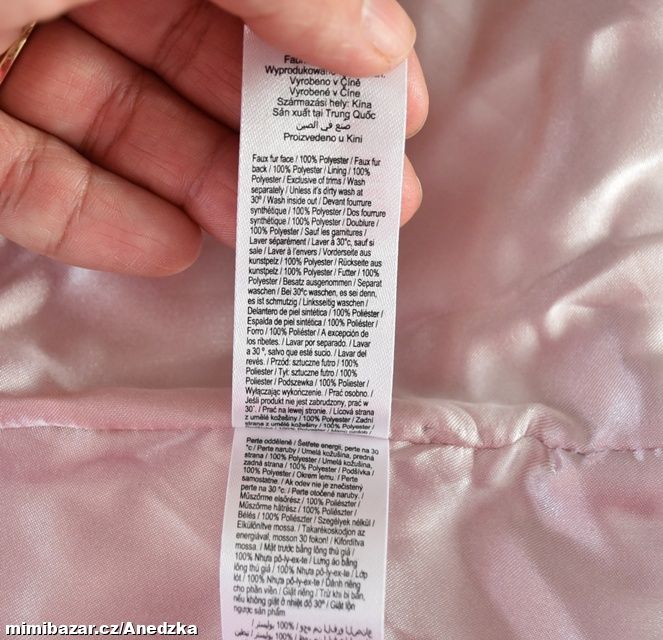 Faux
Wyprodukowano
Vyrobeno v Číně
Vyrobené v Číne
Származási hely: Kína
Sản xuất tại Trung Quốc
صنع في الصين
Proizvedeno u Kini
Faux fur face / 100% Polyester / Faux fur
back / 100% Polyester / Lining / 100%
Polyester / Exclusive of trims / Wash
separately / Unless it's dirty wash at
30º / Wash inside out / Devant fourrure
synthétique / 100% Polyester / Dos fourrure
synthétique / 100% Polyester / Doublure /
100% Polyester / Sauf les garnitures /
Laver séparément / Laver à 30°c, sauf si
sale / Laver à l'envers / Vorderseite aus
kunstpelz / 100% Polyester / Rückseite aus
kunstpelz / 100% Polyester / Futter / 100%
Polyester / Besatz ausgenommen / Separat
waschen / Bei 30ºc waschen, es sei denn,
es ist schmutzig / Linksseitig waschen /
Delantero de piel sintética / 100% Poliéster /
Espalda de piel sintética / 100% Poliéster /
Forro / 100% Poliéster / A excepción de
los ribetes. / Lavar por separado. / Lavar
a 30 º, salvo que esté sucio. / Lavar del
revés. / Przód: sztuczne futro / 100%
Poliester / Tył: sztuczne futro / 100%
Poliester / Podszewka / 100% Poliester /
Wyłączając wykończenie. / Prać osobno. /
Jeśli produkt nie jest zabrudzony, prać w
30˚. / Prać na lewej stronie. / Lícová strana
z umělé kožešiny / 100% Polyester / Zadní
strana z umělé kožešiny / 100% Polyester /
Perte odděleně. / Šetřete energii, perte na 30
°c / Perte naruby / Umelá kožušina, predná
strana / 100% Polyester / Umelá kožušina,
zadná strana / 100% Polyester / Podšívka /
100% Polyester / Okrem lemu. / Perte
samostatne. / Ak odev nie je znečistený
perte na 30 °c. / Perte otočené naruby. /
Műszőrme elsőrész / 100% Poliészter /
Műszőrme hátrész / 100% Poliészter /
Bélés / 100% Poliészter / Szegélyek nélkül /
Elkülönítve mossa. / Takarékoskodjon az
energiával, mosson 30 fokon! / Kifordítva
mossa. / Mặt trước bằng lông thú giả /
100% Nhựa pô-ly-ex-te / Lưng áo bằng
lông thú giả / 100% Nhựa pô-ly-ex-te / Lớp
lót / 100% Nhựa pô-ly-ex-te / Dành riêng
cho phần viền / Giặt riêng / Trừ khi bị bẩn,
nếu không giặt ở nhiệt độ 30° / Giặt lộn
ngược sản phẩm
mimibazar.cz/Anedzka